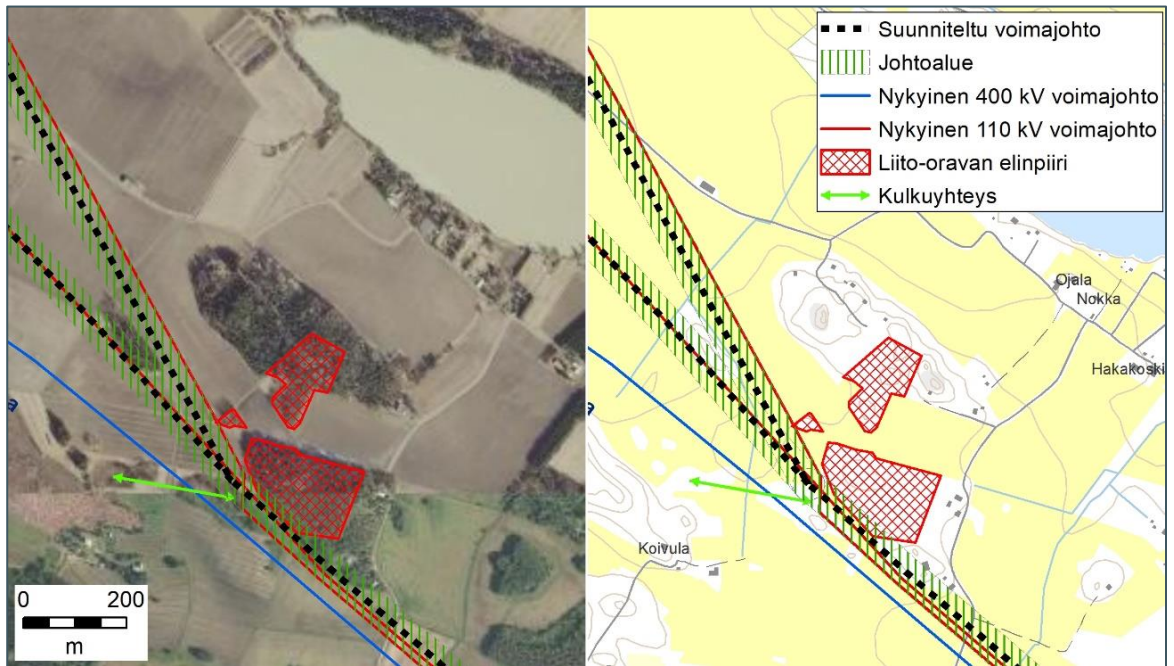 Suunniteltu voimajohto
Johtoalue
Nykyinen 400 kV voimajohto
Nykyinen 110 kV voimajohto
Liito-oravan elinpiiri
Kulkuyhteys
Ojala
Nokka
Hakakoski
Koivula
0 200
m